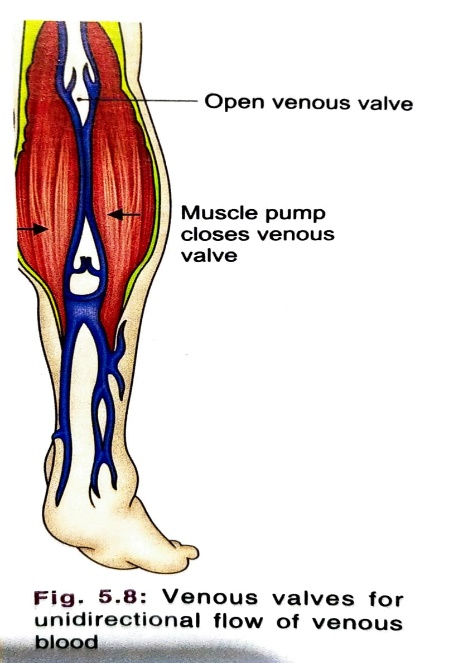 Open venous valve
Muscle pump
closes venous
valve
Fig. 5.8: Venous valves for
unidirectional flow of venous
blood